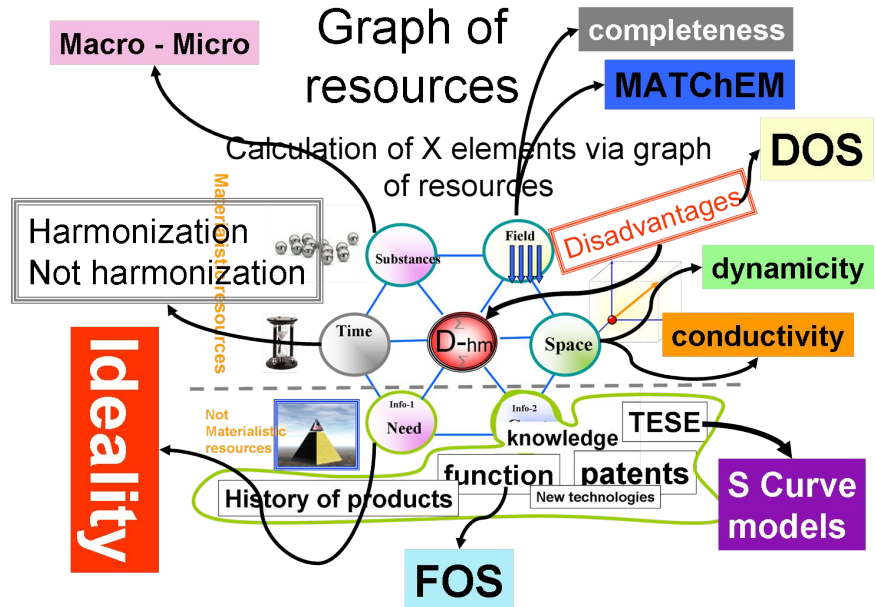 Macro - Micro
Graph of
resources
completeness
MATChEM
DOS
Calculation of X elements via graph
of resources
Materialistic resources
Disadvantages
Harmonization
Not harmonization
Substances
Field
dynamicity
Time
D-hm
Space
conductivity
Ideality
Info-1
Need
Info-2
Not
Materialistic
resources
knowledge
TESE
function
patents
History of products
New technologies
S Curve
models
FOS